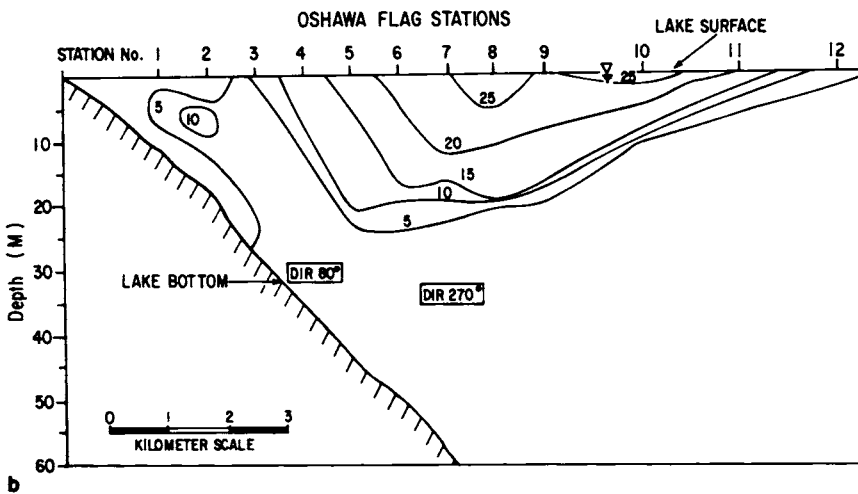 OSHAWA FLAG STATIONS
LAKE SURFACE
STATION No. 1 2 3 4 5 6 7 8 9 10 11 12
25
25
5
10
20
10
15
10
20
5
30
DIR 80°
LAKE BOTTOM
DIR 270°
40
50
60
Depth (M)
0 1 2 3
KILOMETER SCALE
b